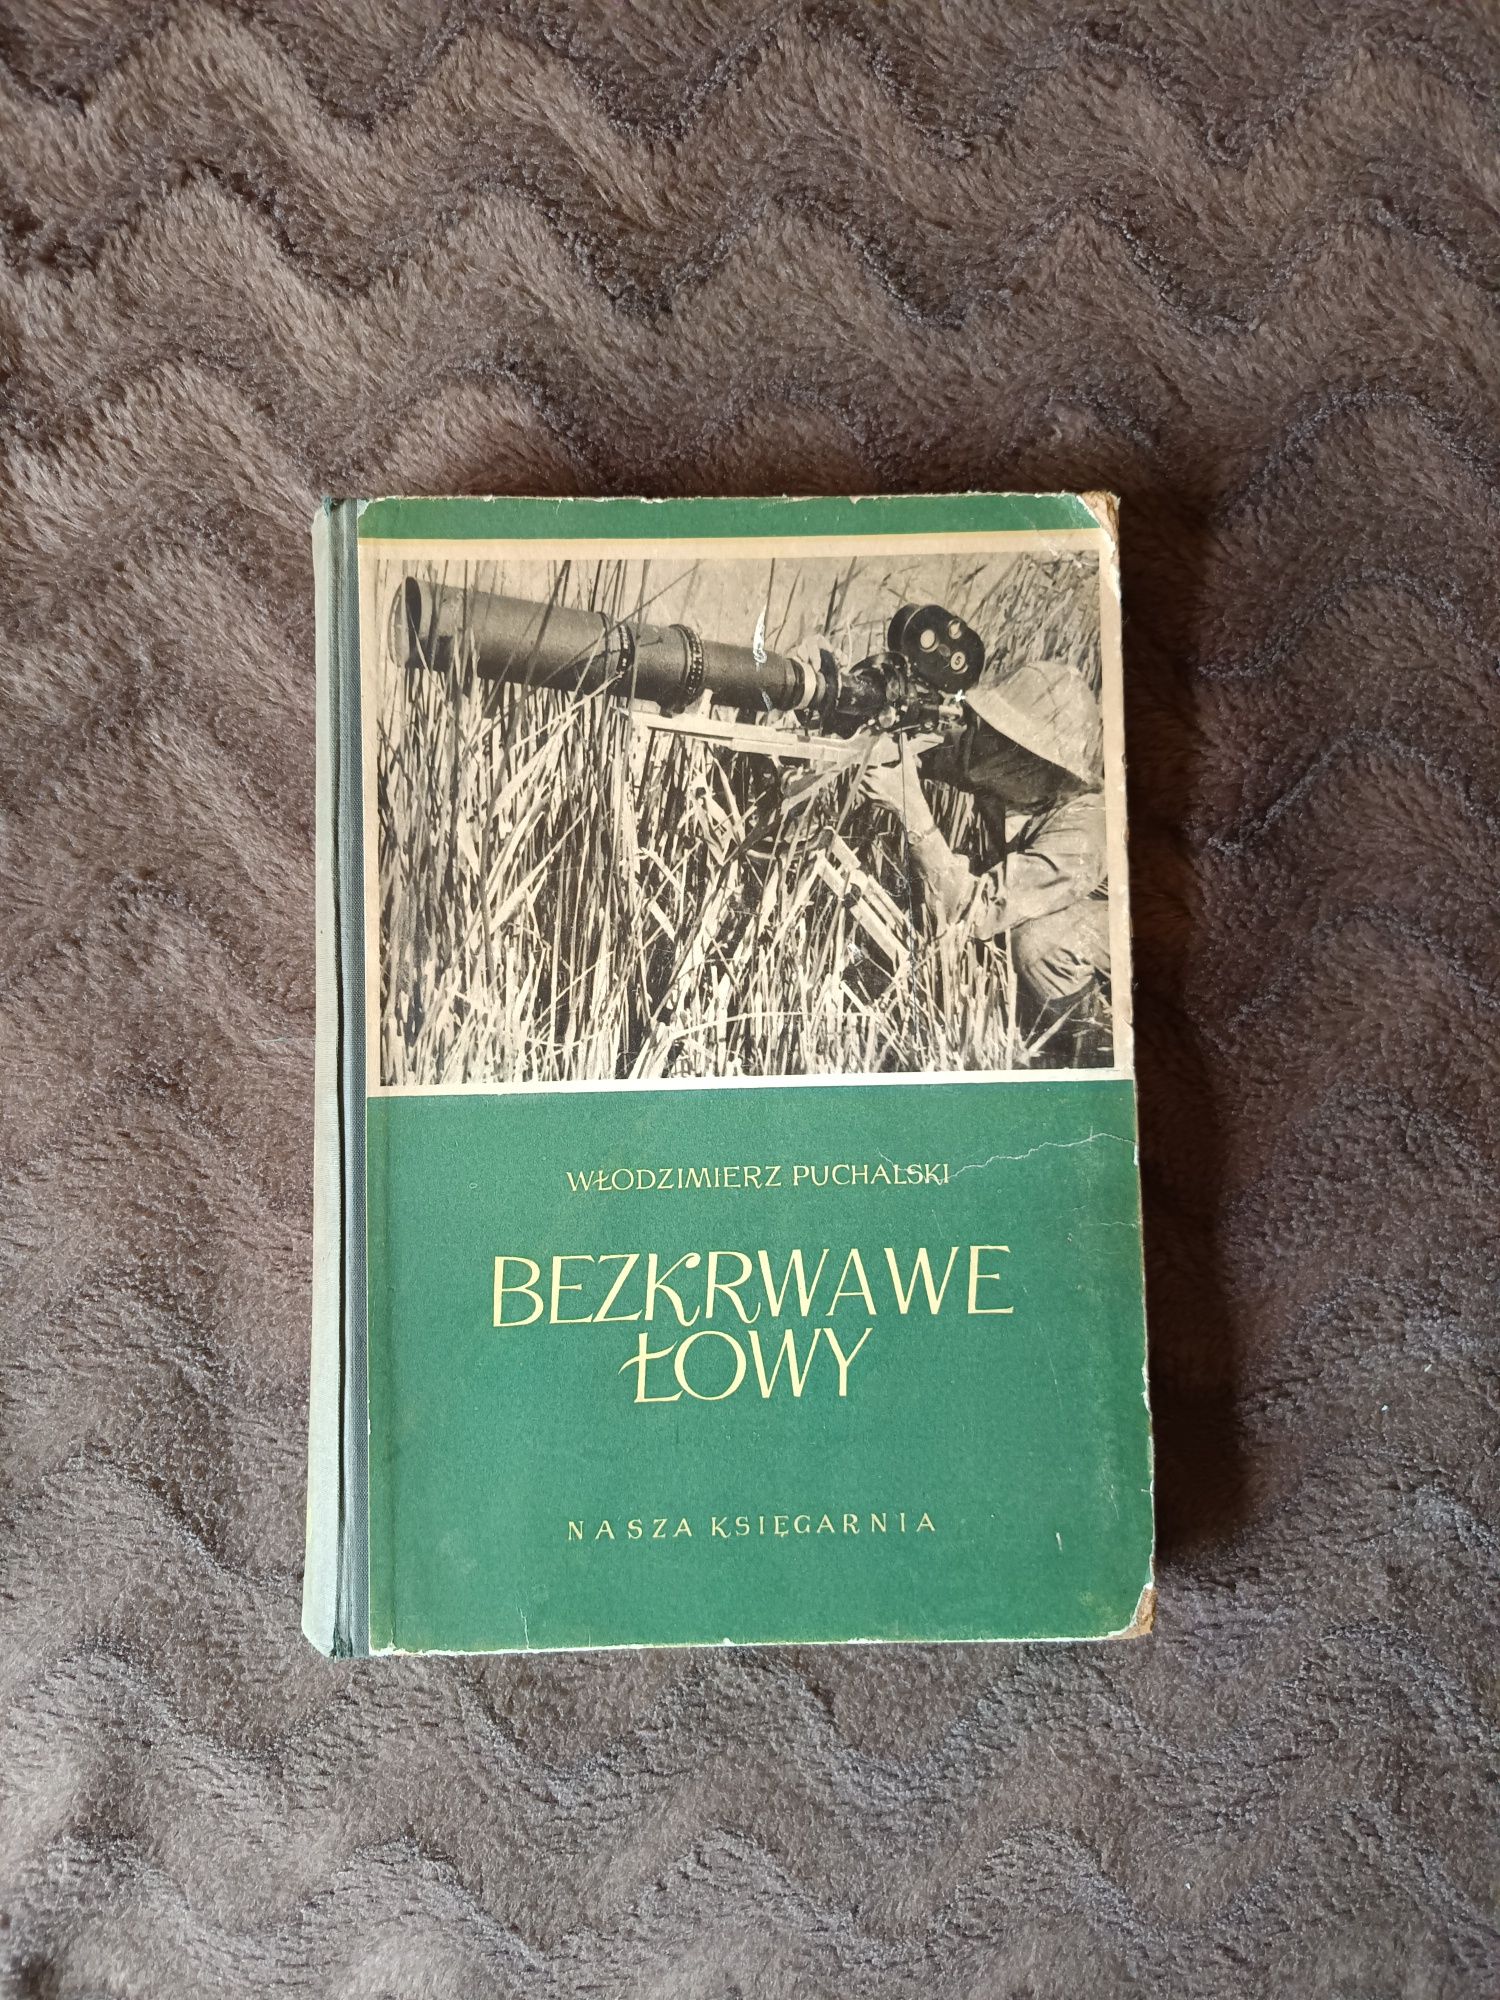 WŁODZIMIERZ PUCHALSKI
BEZKRWAWE
ŁOWY
NASZA KSIĘGARNIA